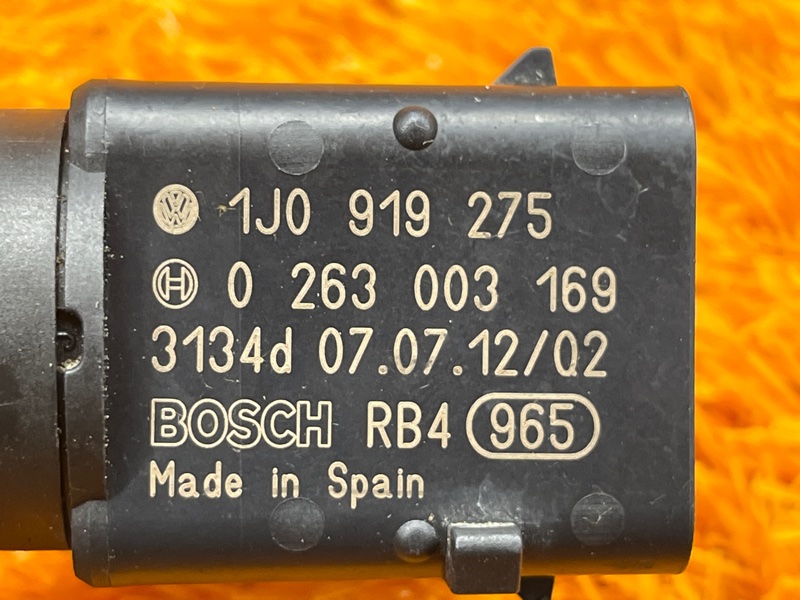 1J0 919 275
0 263 003 169
3134d 07.07.12/02
BOSCH RB4 965
Made in Spain